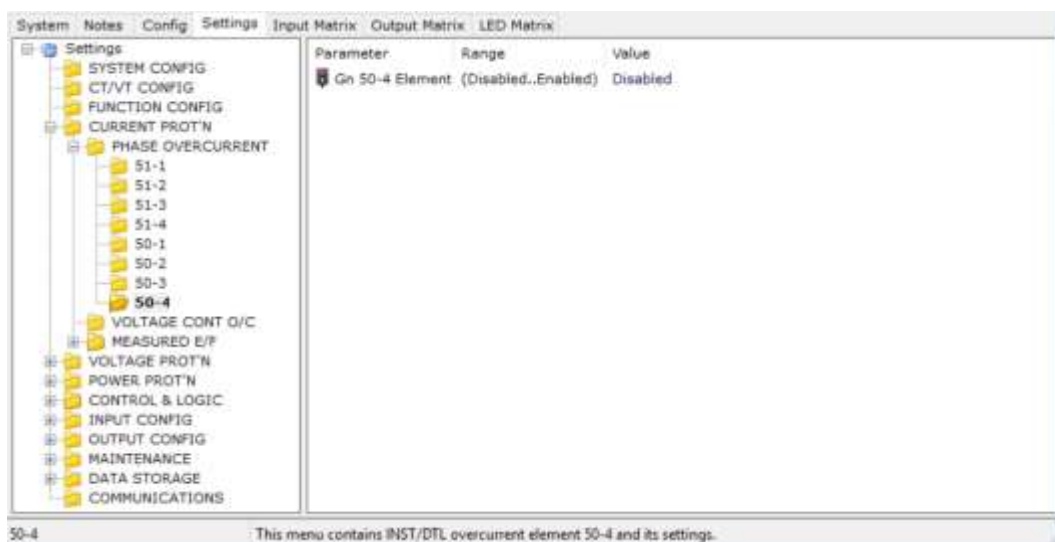 System Notes Config Settings Input Matrix Output Matrix LED Matrix
Settings
SYSTEM CONFIG
CT/VT CONFIG
FUNCTION CONFIG
CURRENT PROT'N
PHASE OVERCURRENT
51-1
51-2
51-3
51-4
50-1
50-2
50-3
50-4
VOLTAGE CONT O/C
MEASURED E/F
VOLTAGE PROT'N
POWER PROT'N
CONTROL & LOGIC
INPUT CONFIG
OUTPUT CONFIG
MAINTENANCE
DATA STORAGE
COMMUNICATIONS
Parameter Range Value
Gn 50-4 Element (Disabled..Enabled) Disabled
50-4 This menu contains INST/DTL overcurrent element 50-4 and its settings.